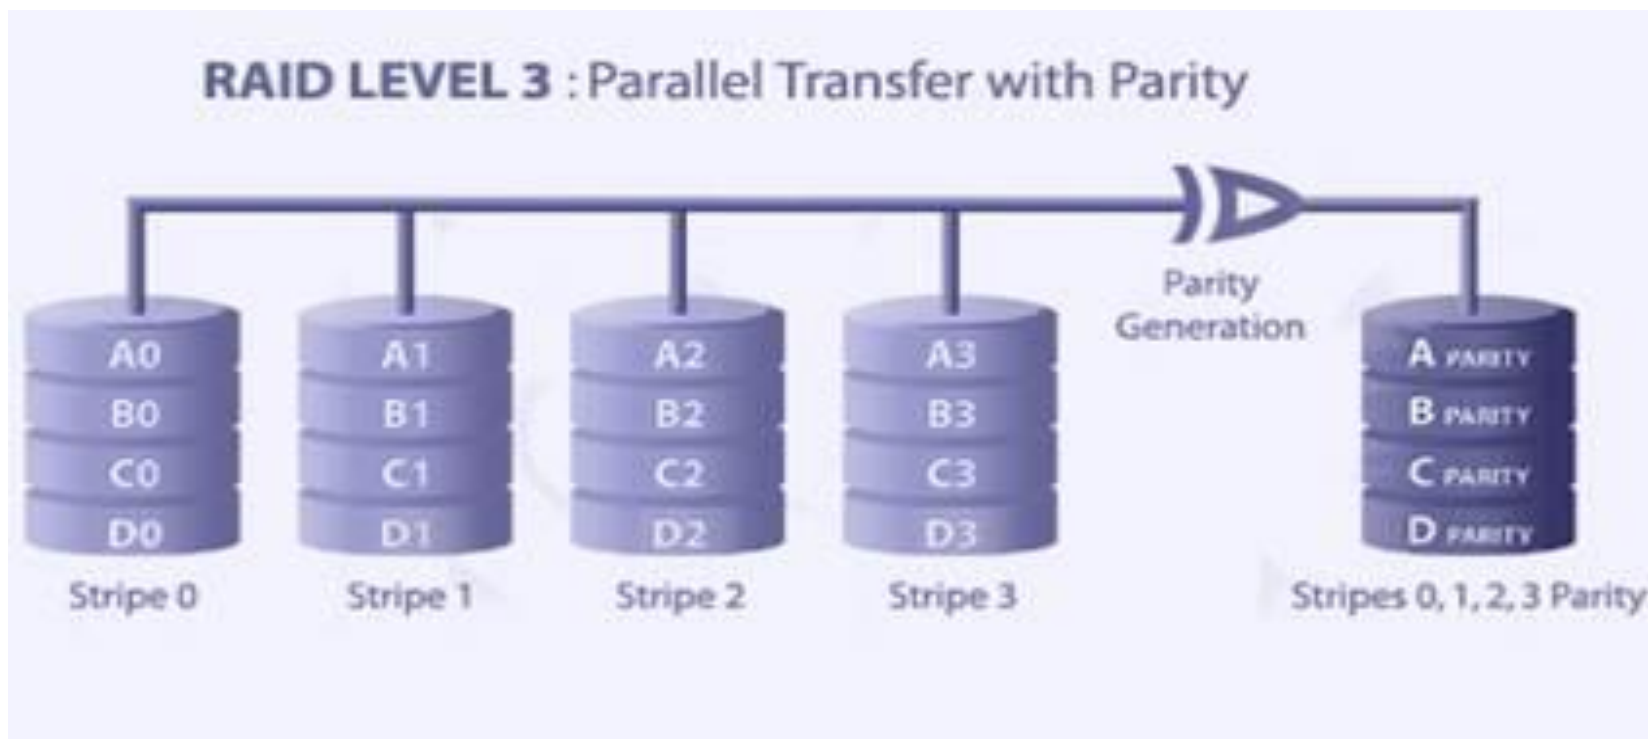 RAID LEVEL 3 : Parallel Transfer with Parity
Parity
Generation
A0
B0
C0
D0
Stripe 0
A1
B1
C1
D1
Stripe 1
A2
B2
C2
D2
Stripe 2
A3
B3
C3
D3
Stripe 3
A PARITY
B PARITY
C PARITY
D PARITY
Stripes 0, 1, 2, 3 Parity